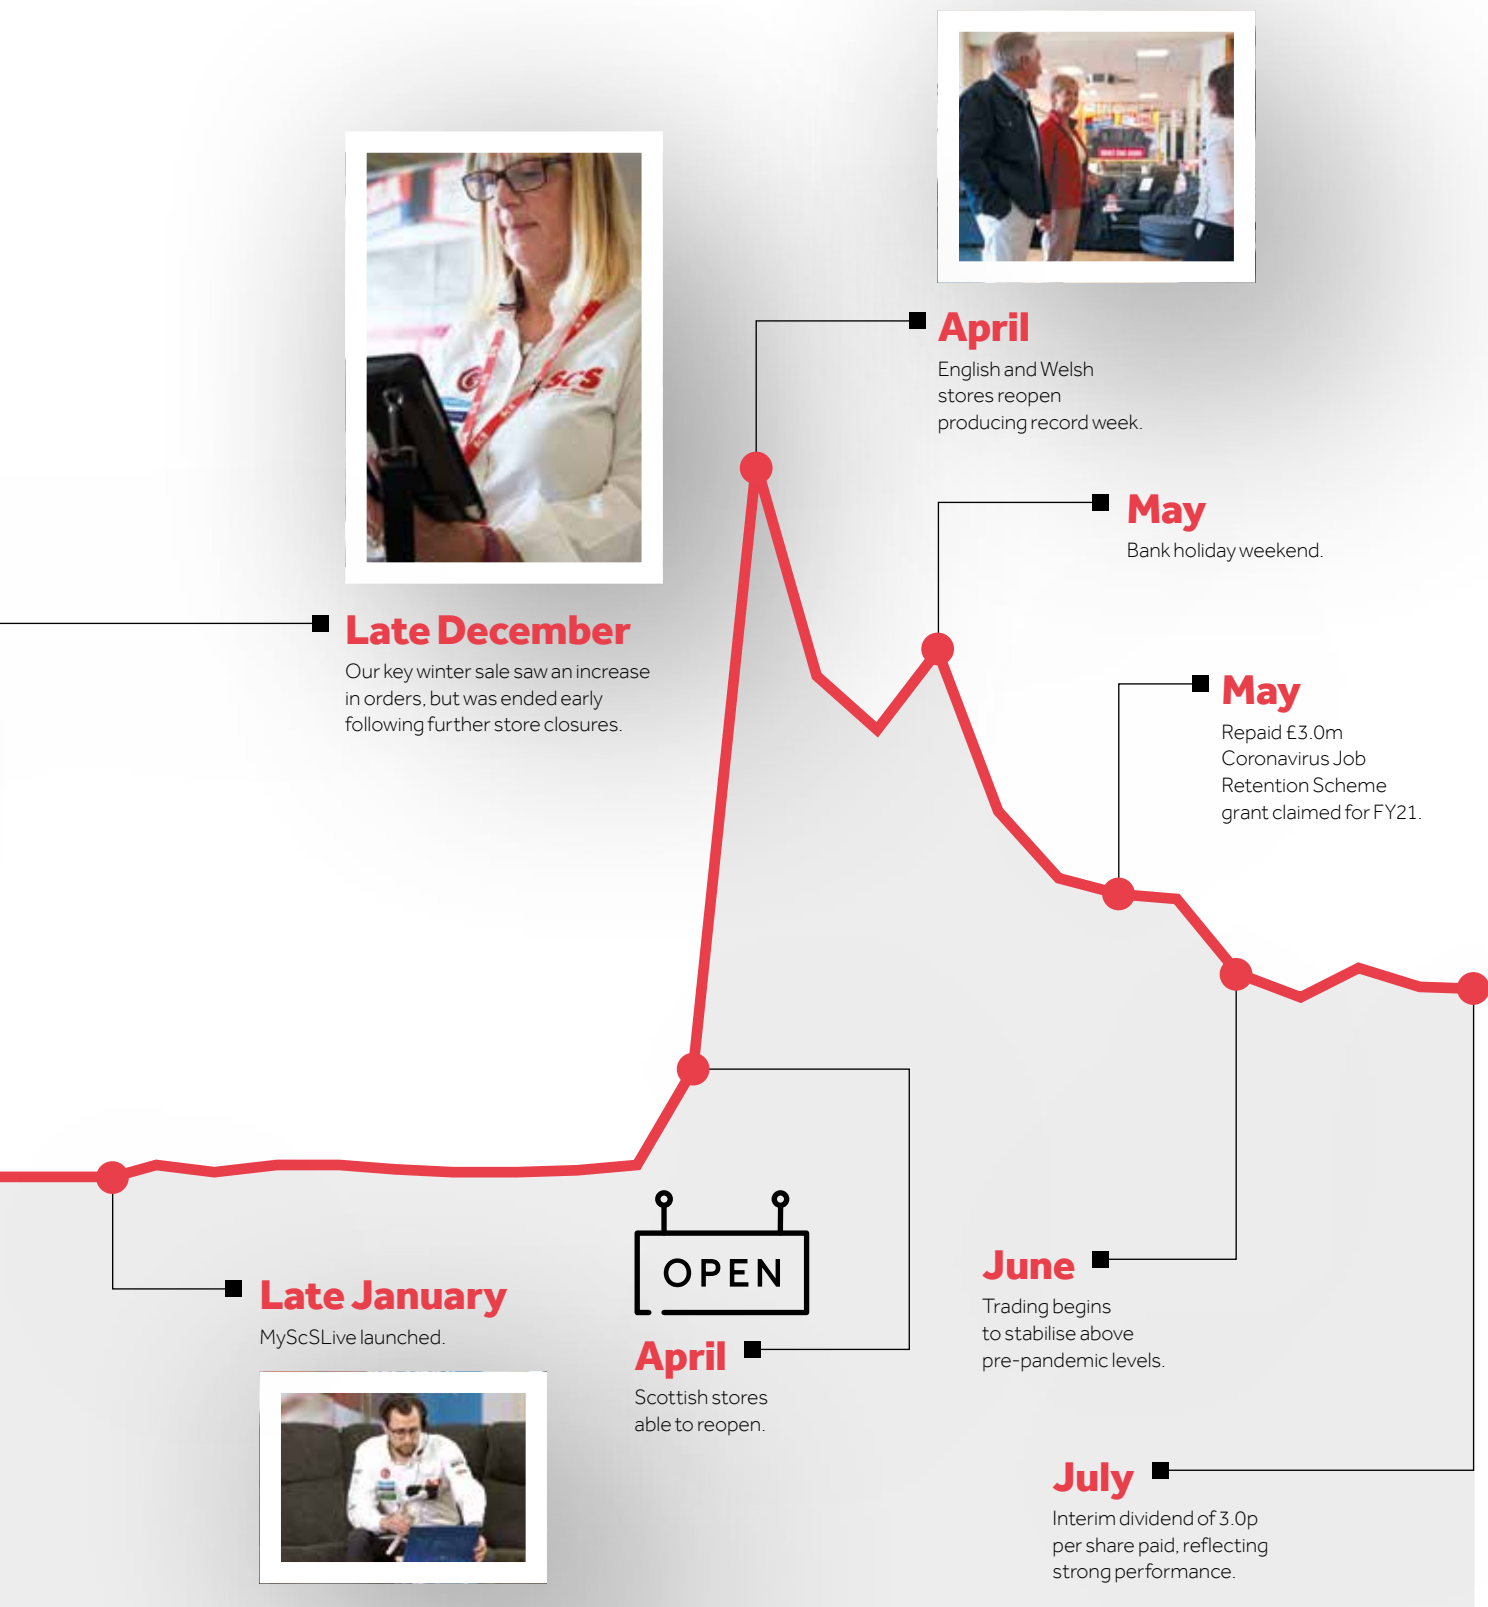 April
English and Welsh
stores reopen
producing record week.
May
Bank holiday weekend.
SCS
Late December
Our key winter sale saw an increase
in orders, but was ended early
following further store closures.
May
Repaid £3.0m
Coronavirus Job
Retention Scheme
grant claimed for FY21.
OPEN
Late January
MyScSLive launched.
April
Scottish stores
able to reopen.
June
Trading begins
to stabilise above
pre-pandemic levels.
July
Interim dividend of 3.0p
per share paid, reflecting
strong performance.